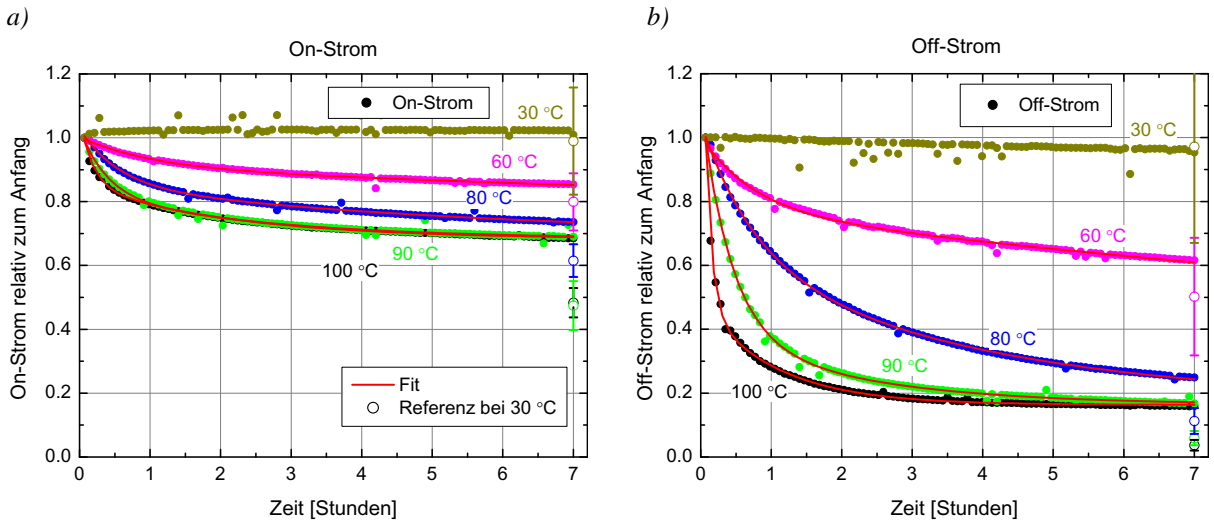 a)
On-Strom
On-Strom relativ zum Anfang
1.2
1.0
0.8
0.6
0.4
0.2
0.0
On-Strom
30 °C
60 °C
80 °C
90 °C
100 °C
Fit
Referenz bei 30 °C
0 1 2 3 4 5 6 7
Zeit [Stunden]
b)
Off-Strom
Off-Strom relativ zum Anfang
1.2
1.0
0.8
0.6
0.4
0.2
0.0
Off-Strom
30 °C
60 °C
80 °C
90 °C
100 °C
0 1 2 3 4 5 6 7
Zeit [Stunden]